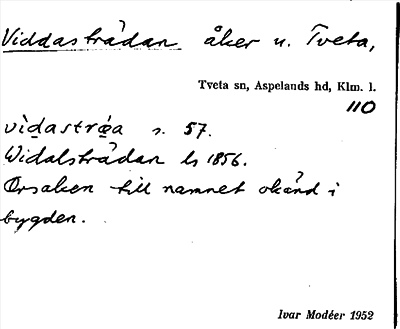 Viddasträdan åker u. Tveta,
Tveta sn, Aspelands hd, Klm. l.
110
vìdastrǝa s. 57.
Widalsträdan ls 1856.
Orsaken till namnet okänd i
bygden.
Ivar Modéer 1952